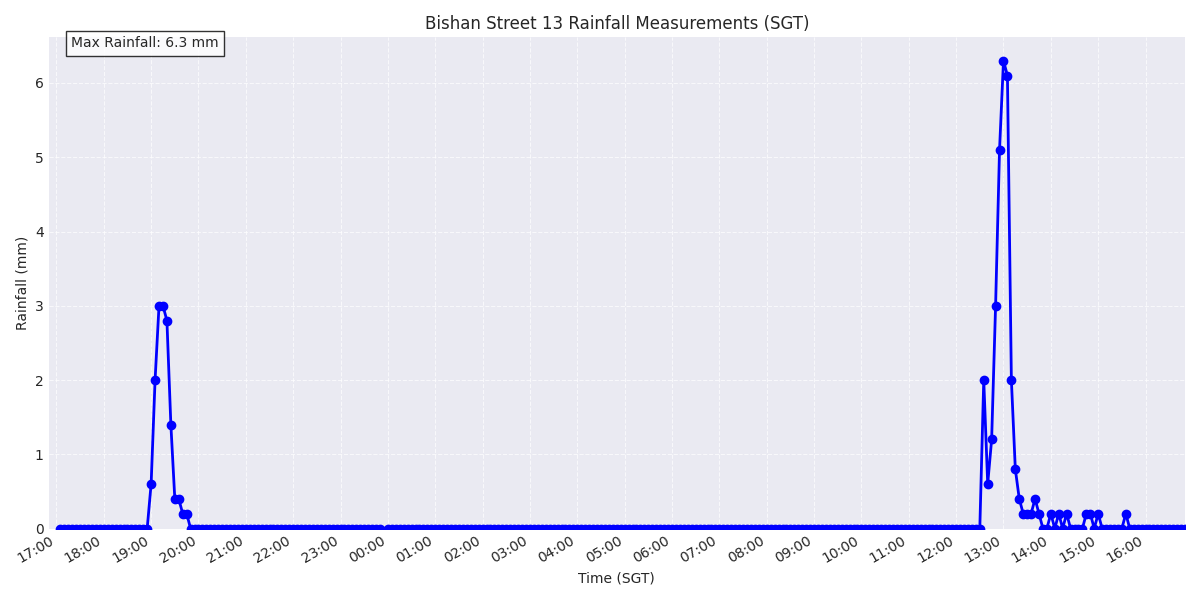 Bishan Street 13 Rainfall Measurements (SGT)
Max Rainfall: 6.3 mm
Rainfall (mm)
6
5
4
3
2
1
0
17:00 18:00 19:00 20:00 21:00 22:00 23:00 00:00 01:00 02:00 03:00 04:00 05:00 06:00 07:00 08:00 09:00 10:00 11:00 12:00 13:00 14:00 15:00 16:00
Time (SGT)